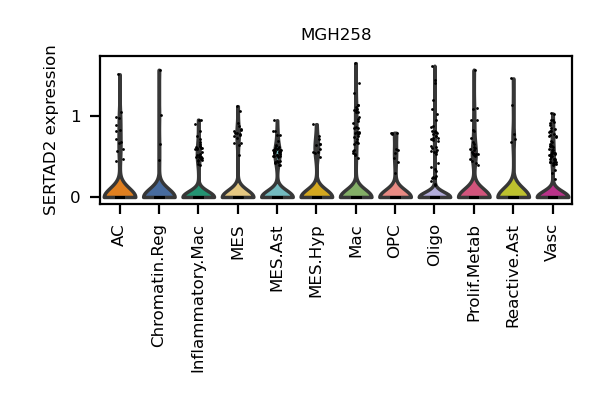 MGH258
SERTAD2 expression
1
0
AC
Chromatin.Reg
Inflammatory.Mac
MES
MES.Ast
MES.Hyp
Mac
OPC
Oligo
Prolif.Metab
Reactive.Ast
Vasc